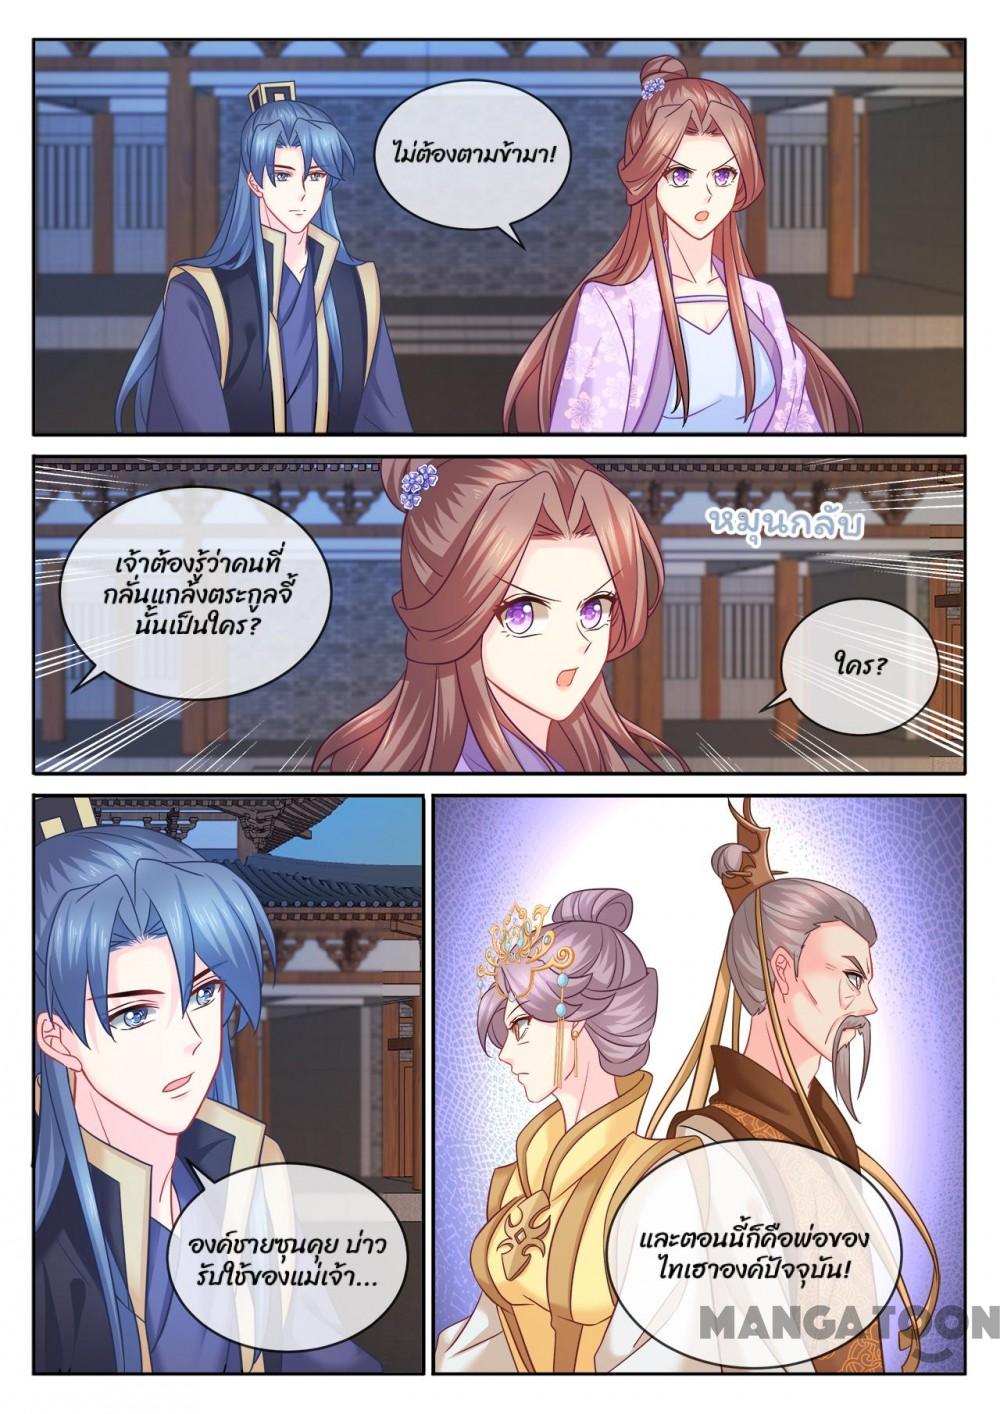 ไม่ต้องตามข้ามา!
หมุนกลับ
เจ้าต้องรู้ว่าคนที่
กลั่นแกล้งตระกูลจี้
นั้นเป็นใคร?
ใคร?
องค์ชายซุนคุย บ่าว
รับใช้ของแม่เจ้า...
และตอนนี้ก็คือพ่อของ
ไทเฮาองค์ปัจจุบัน!
MANGATOON